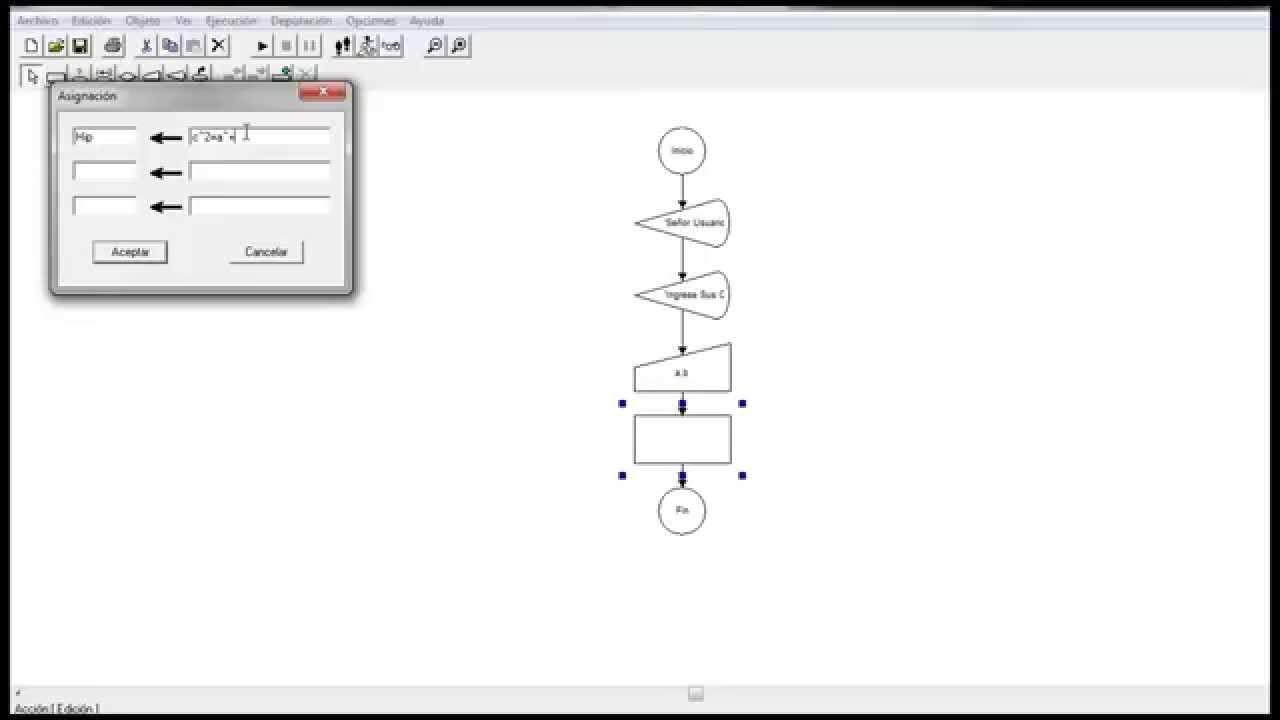 Archivo Edición Objeto Ver Ejecución Depuración Opciones Ayuda
Asignación
Hip
c^2=a^+
Aceptar
Cancelar
Inicio
'Señor Usuario
'Ingrese Sus C
a,b
Fin
Acción [ Edición ]